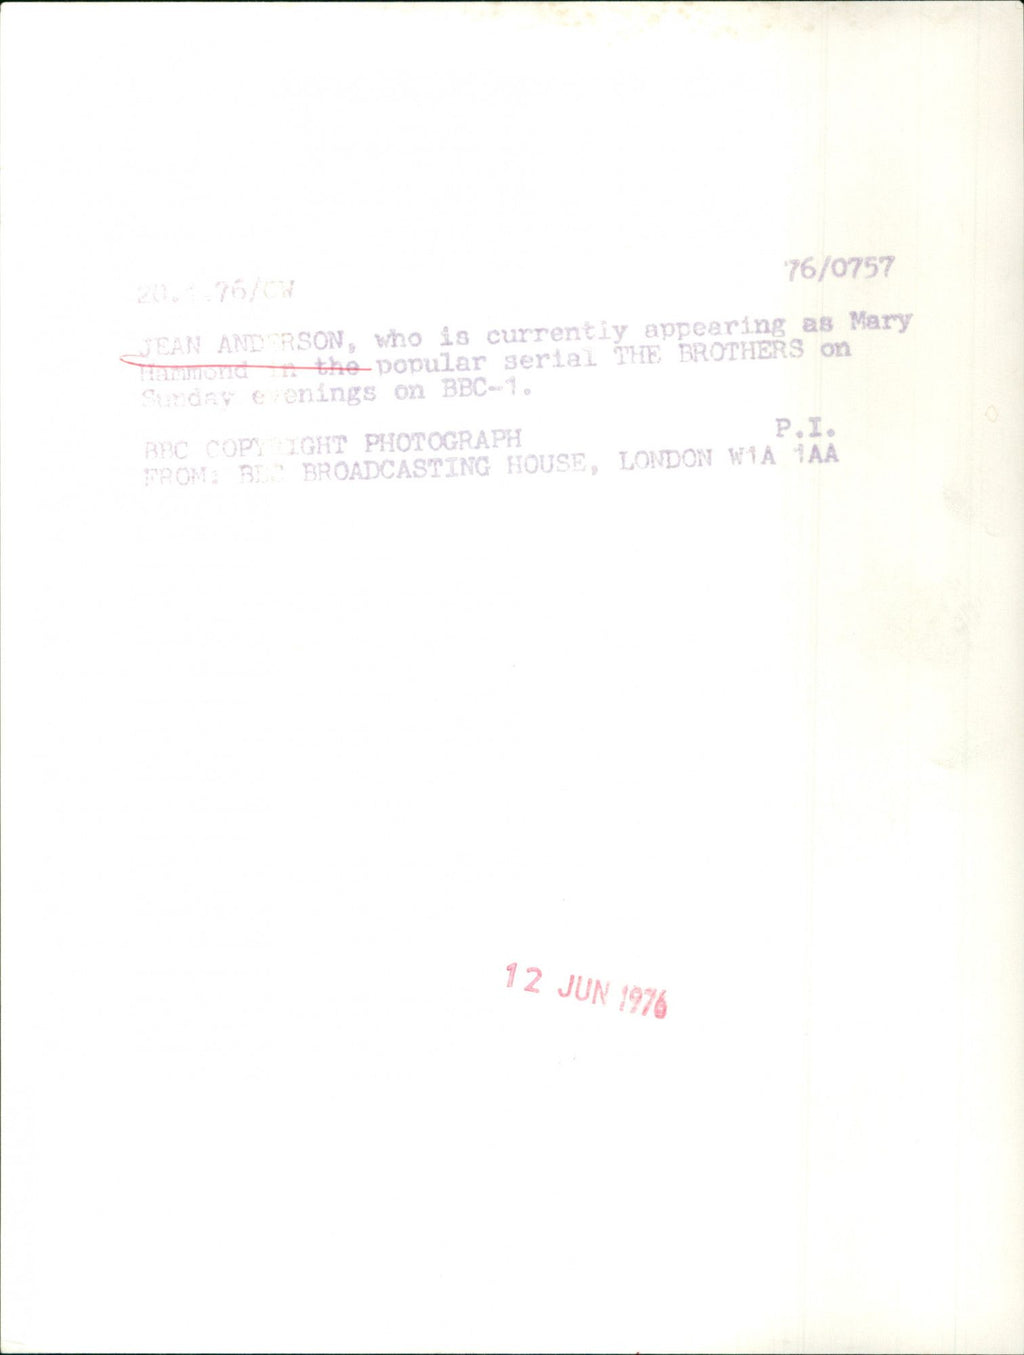 76/0757
20. .76/CW
JEAN ANDERSON, who is currently appearing as Mary
Hammond in the popular serial THE BROTHERS on
Sunday evenings on BBC-1.
BBC COPYRIGHT PHOTOGRAPH P.I.
FROM: BBC BROADCASTING HOUSE, LONDON W1A 1AA
12 JUN 1976